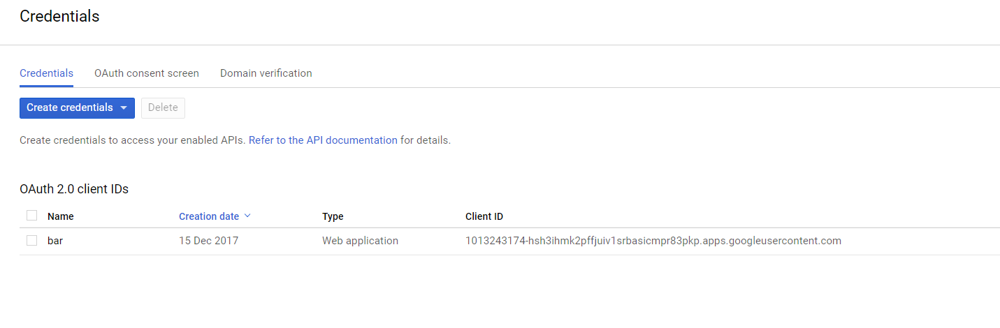 Credentials
Credentials OAuth consent screen Domain verification
Create credentials Delete
Create credentials to access your enabled APIs. Refer to the API documentation for details.
OAuth 2.0 client IDs
Name Creation date Type Client ID
bar 15 Dec 2017 Web application 1013243174-hsh3ihmk2pffjuiv1srbasicmpr83pkp.apps.googleusercontent.com